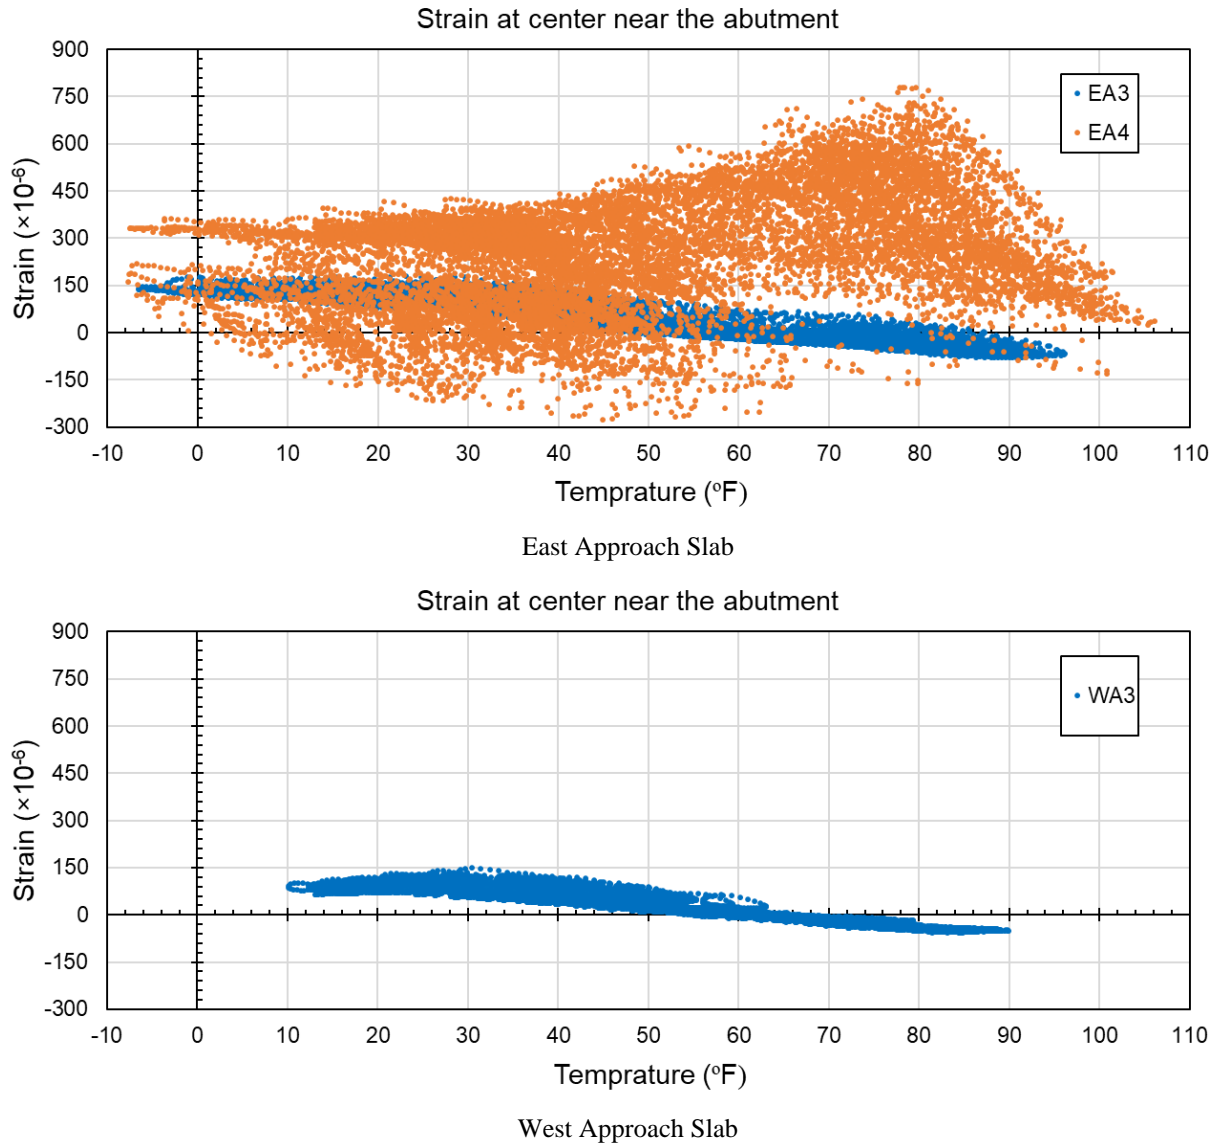 Strain at center near the abutment
900
750
600
450
300
150
0
-150
-300
Strain (×10⁻⁶)
EA3
EA4
-10 0 10 20 30 40 50 60 70 80 90 100 110
Temprature (ºF)
East Approach Slab
Strain at center near the abutment
900
750
600
450
300
150
0
-150
-300
Strain (×10⁻⁶)
WA3
-10 0 10 20 30 40 50 60 70 80 90 100 110
Temprature (ºF)
West Approach Slab